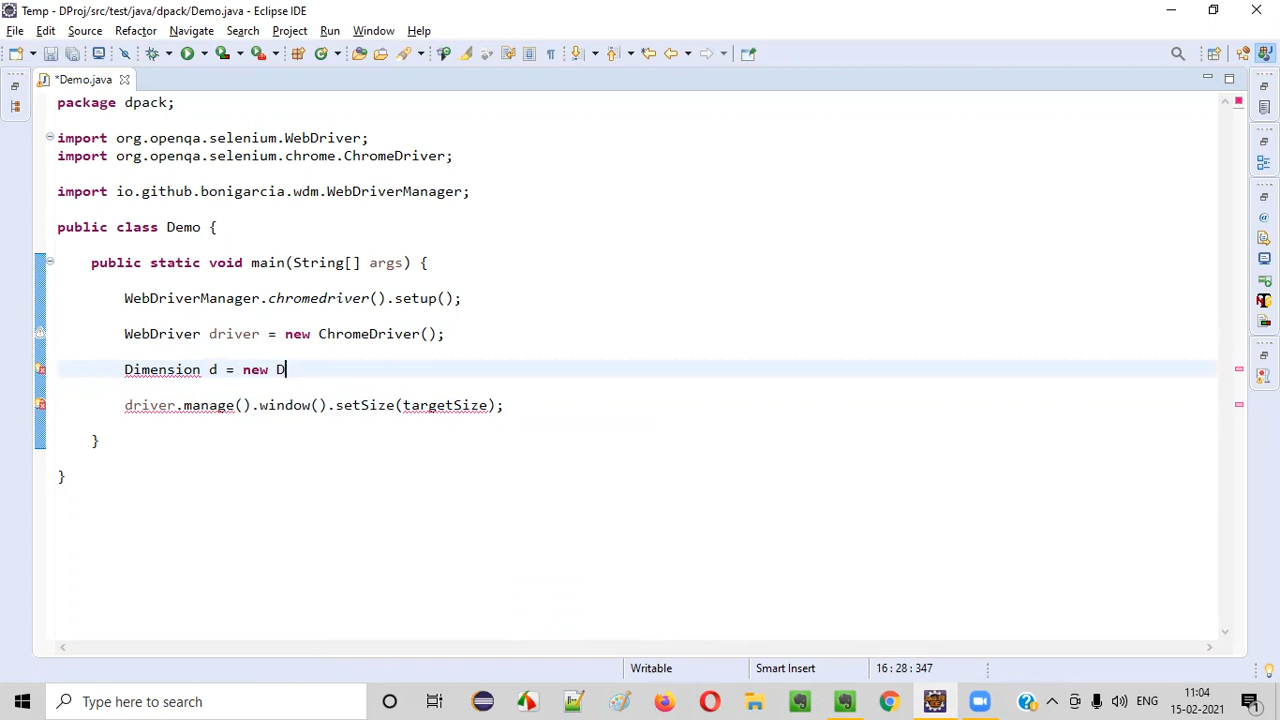 Temp - DProj/src/test/java/dpack/Demo.java - Eclipse IDE
File Edit Source Refactor Navigate Search Project Run Window Help
*Demo.java
package dpack;
import org.openqa.selenium.WebDriver;
import org.openqa.selenium.chrome.ChromeDriver;
import io.github.bonigarcia.wdm.WebDriverManager;
public class Demo {
public static void main(String[] args) {
WebDriverManager.chromedriver().setup();
WebDriver driver = new ChromeDriver();
Dimension d = new D
driver.manage().window().setSize(targetSize);
}
}
Writable Smart Insert 16 : 28 : 347
Type here to search
ENG
11:04
15-02-2021